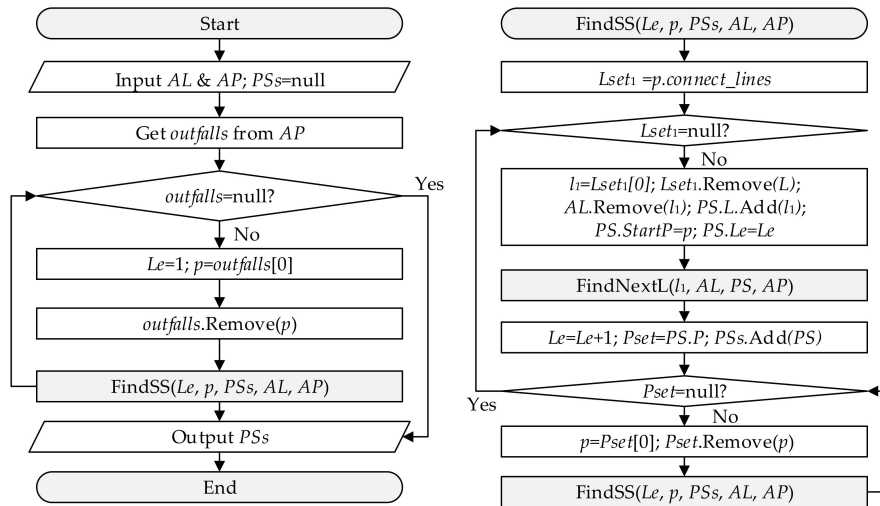 Start
Input AL & AP; PSs=null
Get outfalls from AP
outfalls=null?
Yes
No
Le=1; p=outfalls[0]
outfalls.Remove(p)
FindSS(Le, p, PSs, AL, AP)
Output PSs
End
FindSS(Le, p, PSs, AL, AP)
Lset₁ =p.connect_lines
Lset₁=null?
No
l₁=Lset₁[0]; Lset₁.Remove(L);
AL.Remove(l₁); PS.L.Add(l₁);
PS.StartP=p; PS.Le=Le
FindNextL(l₁, AL, PS, AP)
Le=Le+1; Pset=PS.P; PSs.Add(PS)
Pset=null?
Yes
No
p=Pset[0]; Pset.Remove(p)
FindSS(Le, p, PSs, AL, AP)